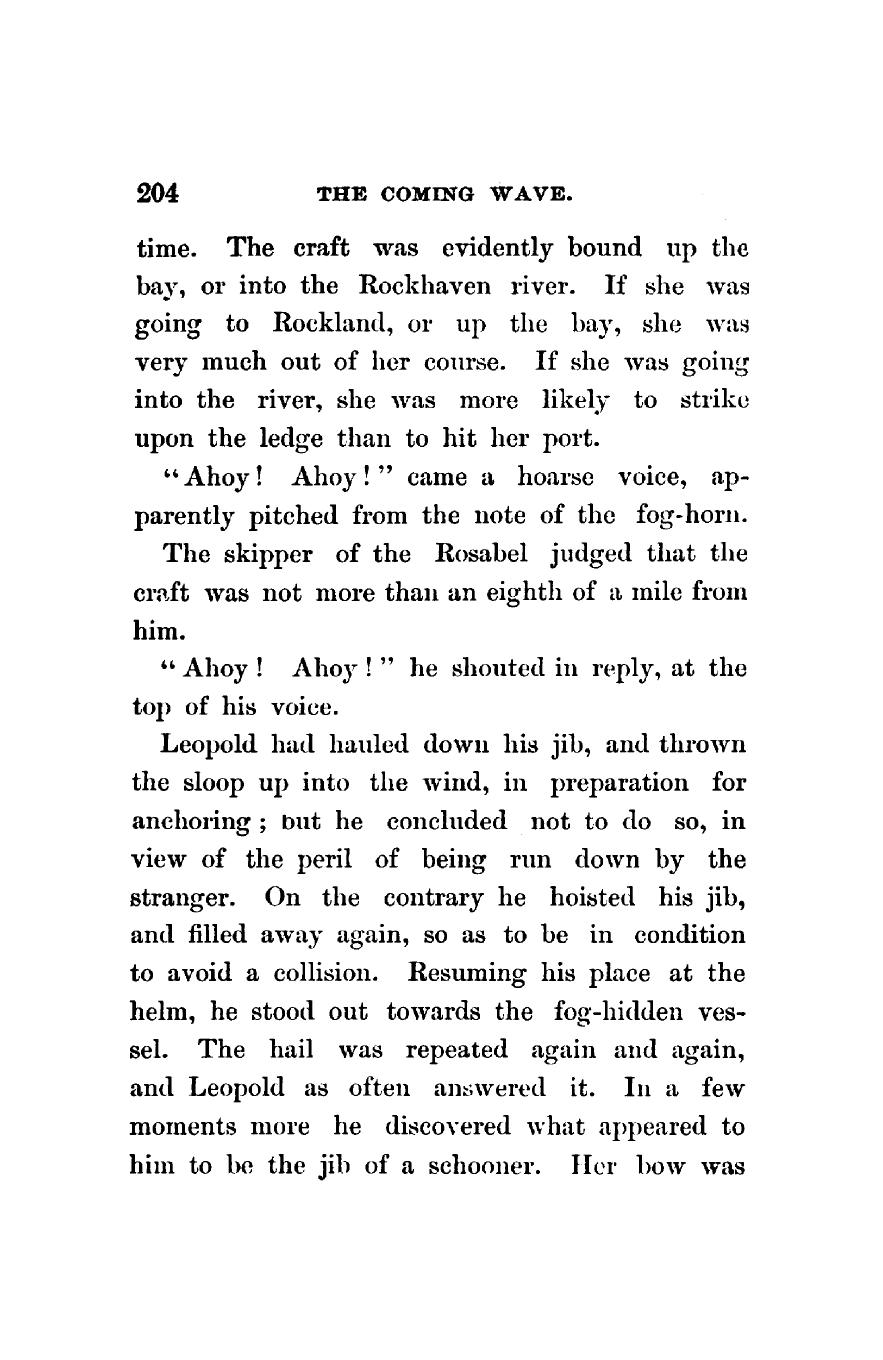 204 THE COMING WAVE.
time. The craft was evidently bound up the
bay, or into the Rockhaven river. If she was
going to Rockland, or up the bay, she was
very much out of her course. If she was going
into the river, she was more likely to strike
upon the ledge than to hit her port.
“Ahoy! Ahoy!” came a hoarse voice, ap-
parently pitched from the note of the fog-horn.
The skipper of the Rosabel judged that the
craft was not more than an eighth of a mile from
him.
“Ahoy! Ahoy!” he shouted in reply, at the
top of his voice.
Leopold had hauled down his jib, and thrown
the sloop up into the wind, in preparation for
anchoring; but he concluded not to do so, in
view of the peril of being run down by the
stranger. On the contrary he hoisted his jib,
and filled away again, so as to be in condition
to avoid a collision. Resuming his place at the
helm, he stood out towards the fog-hidden ves-
sel. The hail was repeated again and again,
and Leopold as often answered it. In a few
moments more he discovered what appeared to
him to be the jib of a schooner. Her bow was